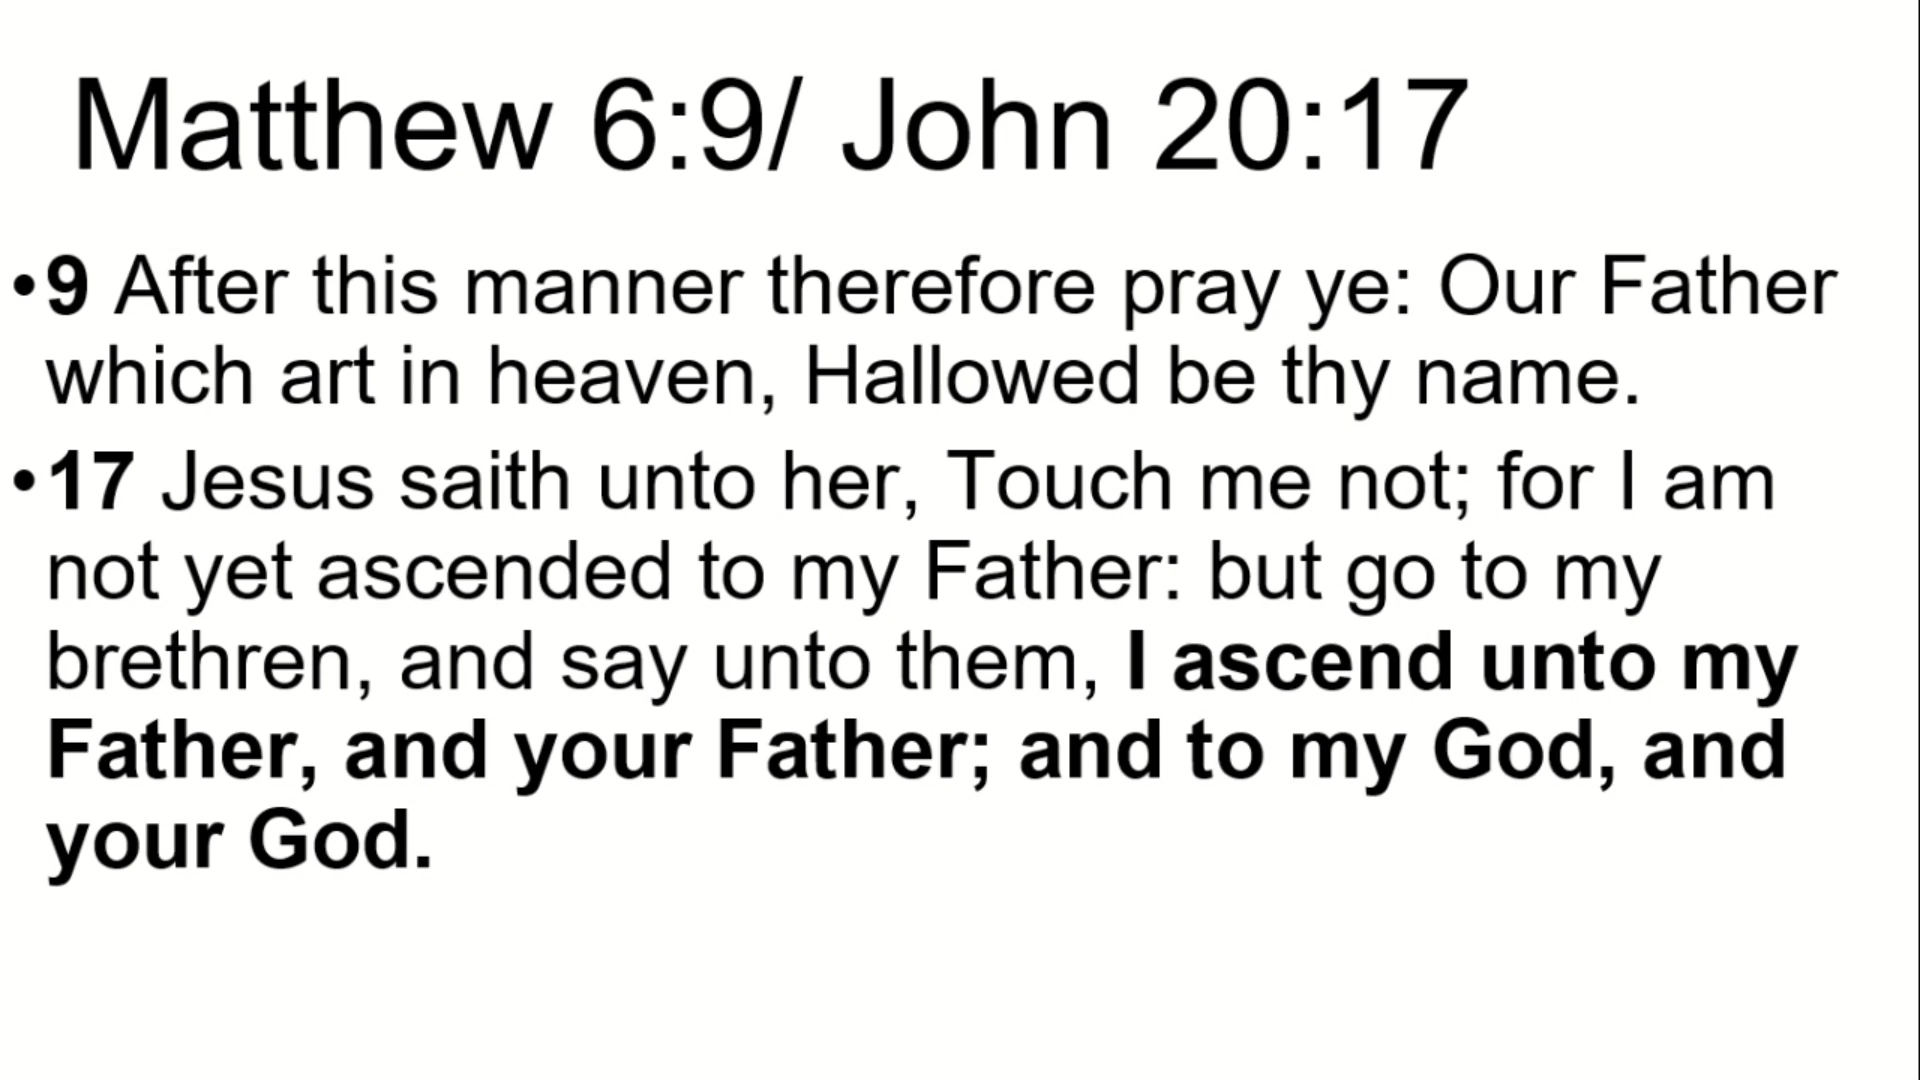 Matthew 6:9/ John 20:17
•9 After this manner therefore pray ye: Our Father
which art in heaven, Hallowed be thy name.
•17 Jesus saith unto her, Touch me not; for I am
not yet ascended to my Father: but go to my
brethren, and say unto them, I ascend unto my
Father, and your Father; and to my God, and
your God.